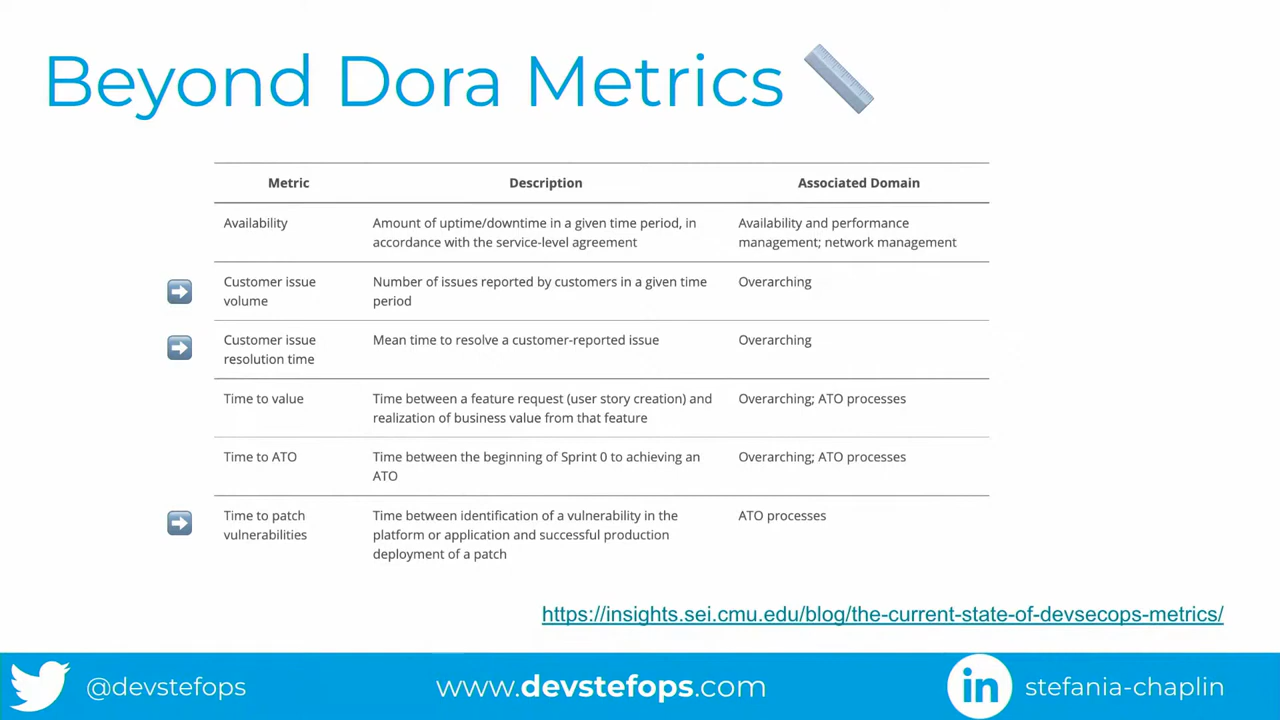 Beyond Dora Metrics
Metric Description Associated Domain
Availability Amount of uptime/downtime in a given time period, in Availability and performance
accordance with the service-level agreement management; network management
Customer issue Number of issues reported by customers in a given time Overarching
volume period
Customer issue Mean time to resolve a customer-reported issue Overarching
resolution time
Time to value Time between a feature request (user story creation) and Overarching; ATO processes
realization of business value from that feature
Time to ATO Time between the beginning of Sprint 0 to achieving an Overarching; ATO processes
ATO
Time to patch Time between identification of a vulnerability in the ATO processes
vulnerabilities platform or application and successful production
deployment of a patch
https://insights.sei.cmu.edu/blog/the-current-state-of-devsecops-metrics/
@devstefops www.devstefops.com in stefania-chaplin